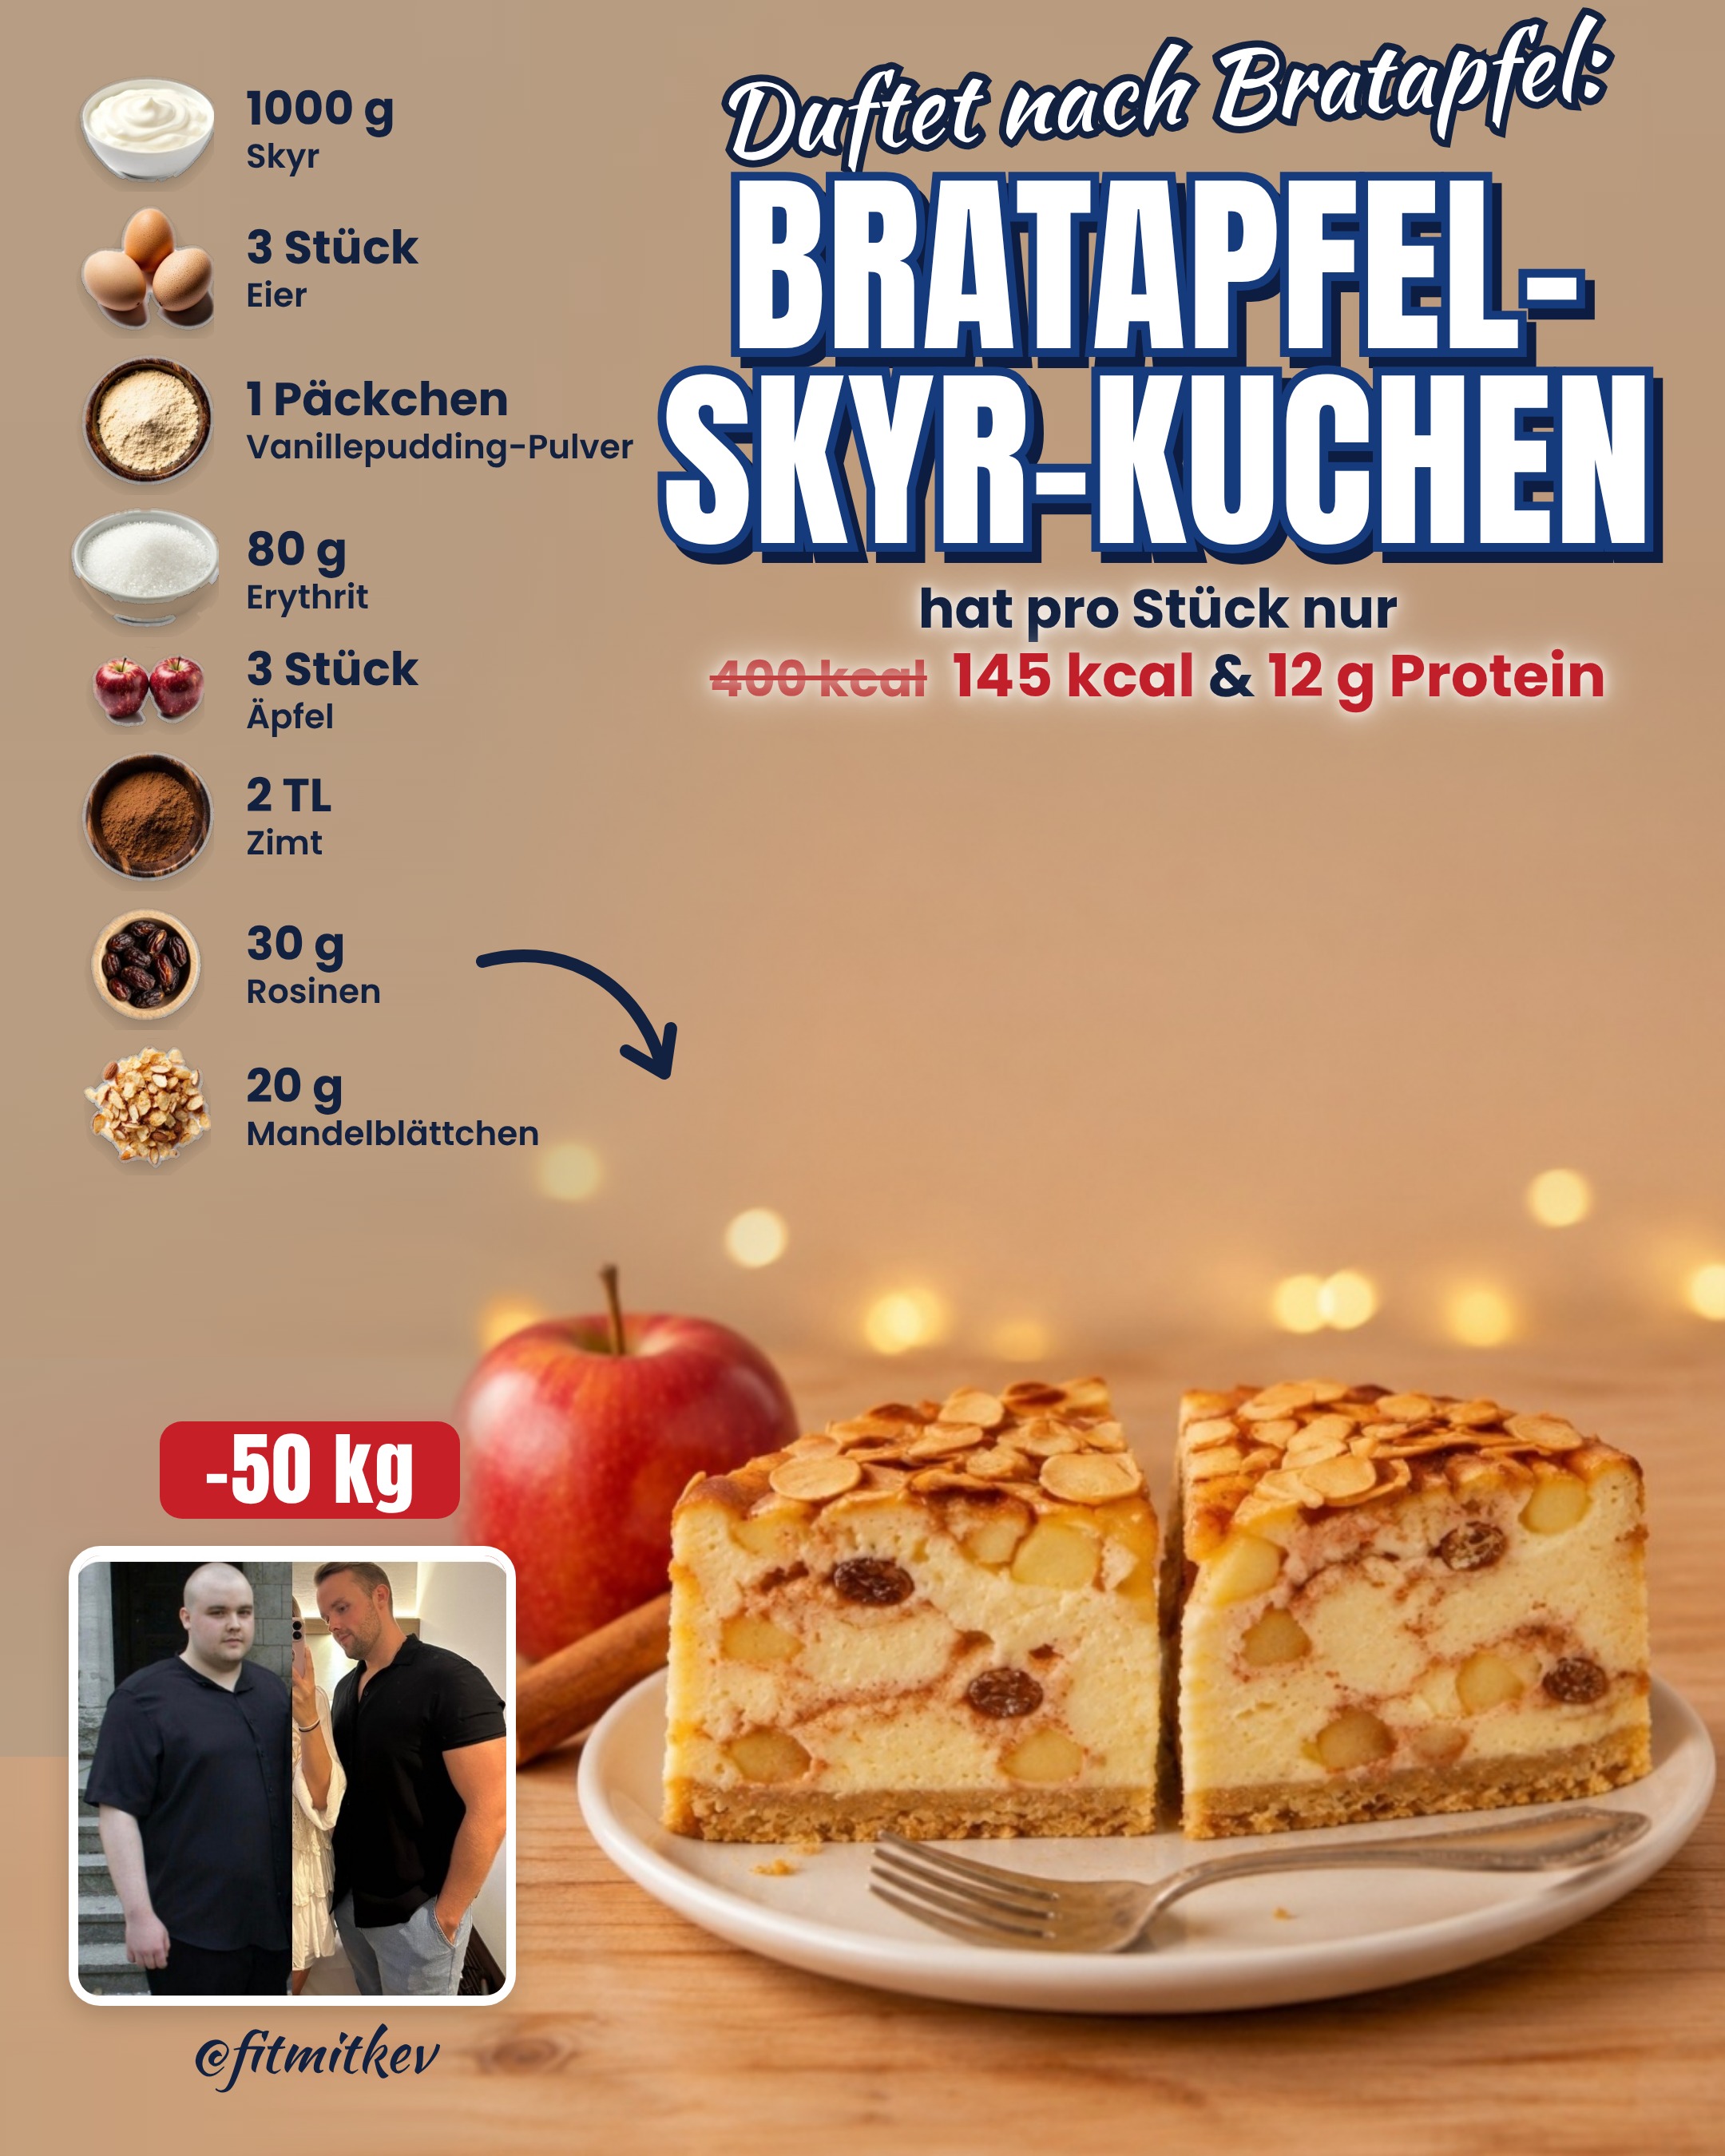 Duftet nach Bratapfel:
BRATAPFEL-
SKYR-KUCHEN
hat pro Stück nur
400 kcal 145 kcal & 12 g Protein
1000 g
Skyr
3 Stück
Eier
1 Päckchen
Vanillepudding-Pulver
80 g
Erythrit
3 Stück
Äpfel
2 TL
Zimt
30 g
Rosinen
20 g
Mandelblättchen
-50 kg
@fitmitkev